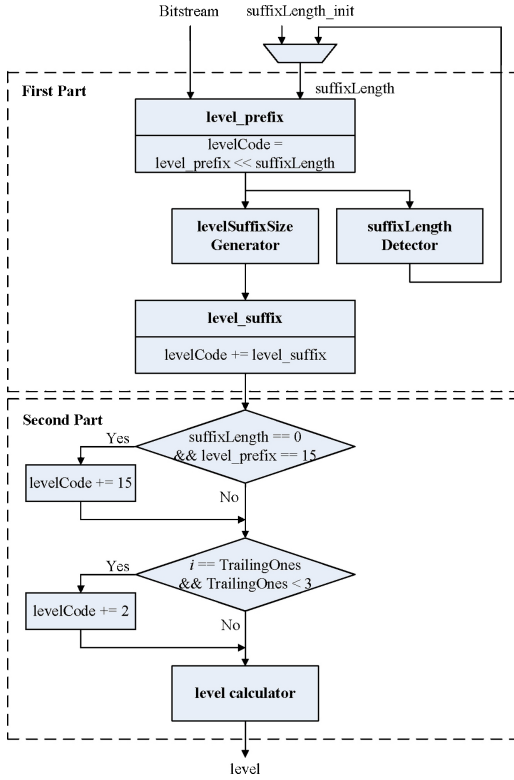 Bitstream
suffixLength_init
suffixLength
First Part
level_prefix
levelCode =
level_prefix << suffixLength
levelSuffixSize
Generator
suffixLength
Detector
level_suffix
levelCode += level_suffix
Second Part
Yes
suffixLength == 0
&& level_prefix == 15
levelCode += 15
No
Yes
i == TrailingOnes
&& TrailingOnes < 3
levelCode += 2
No
level calculator
level